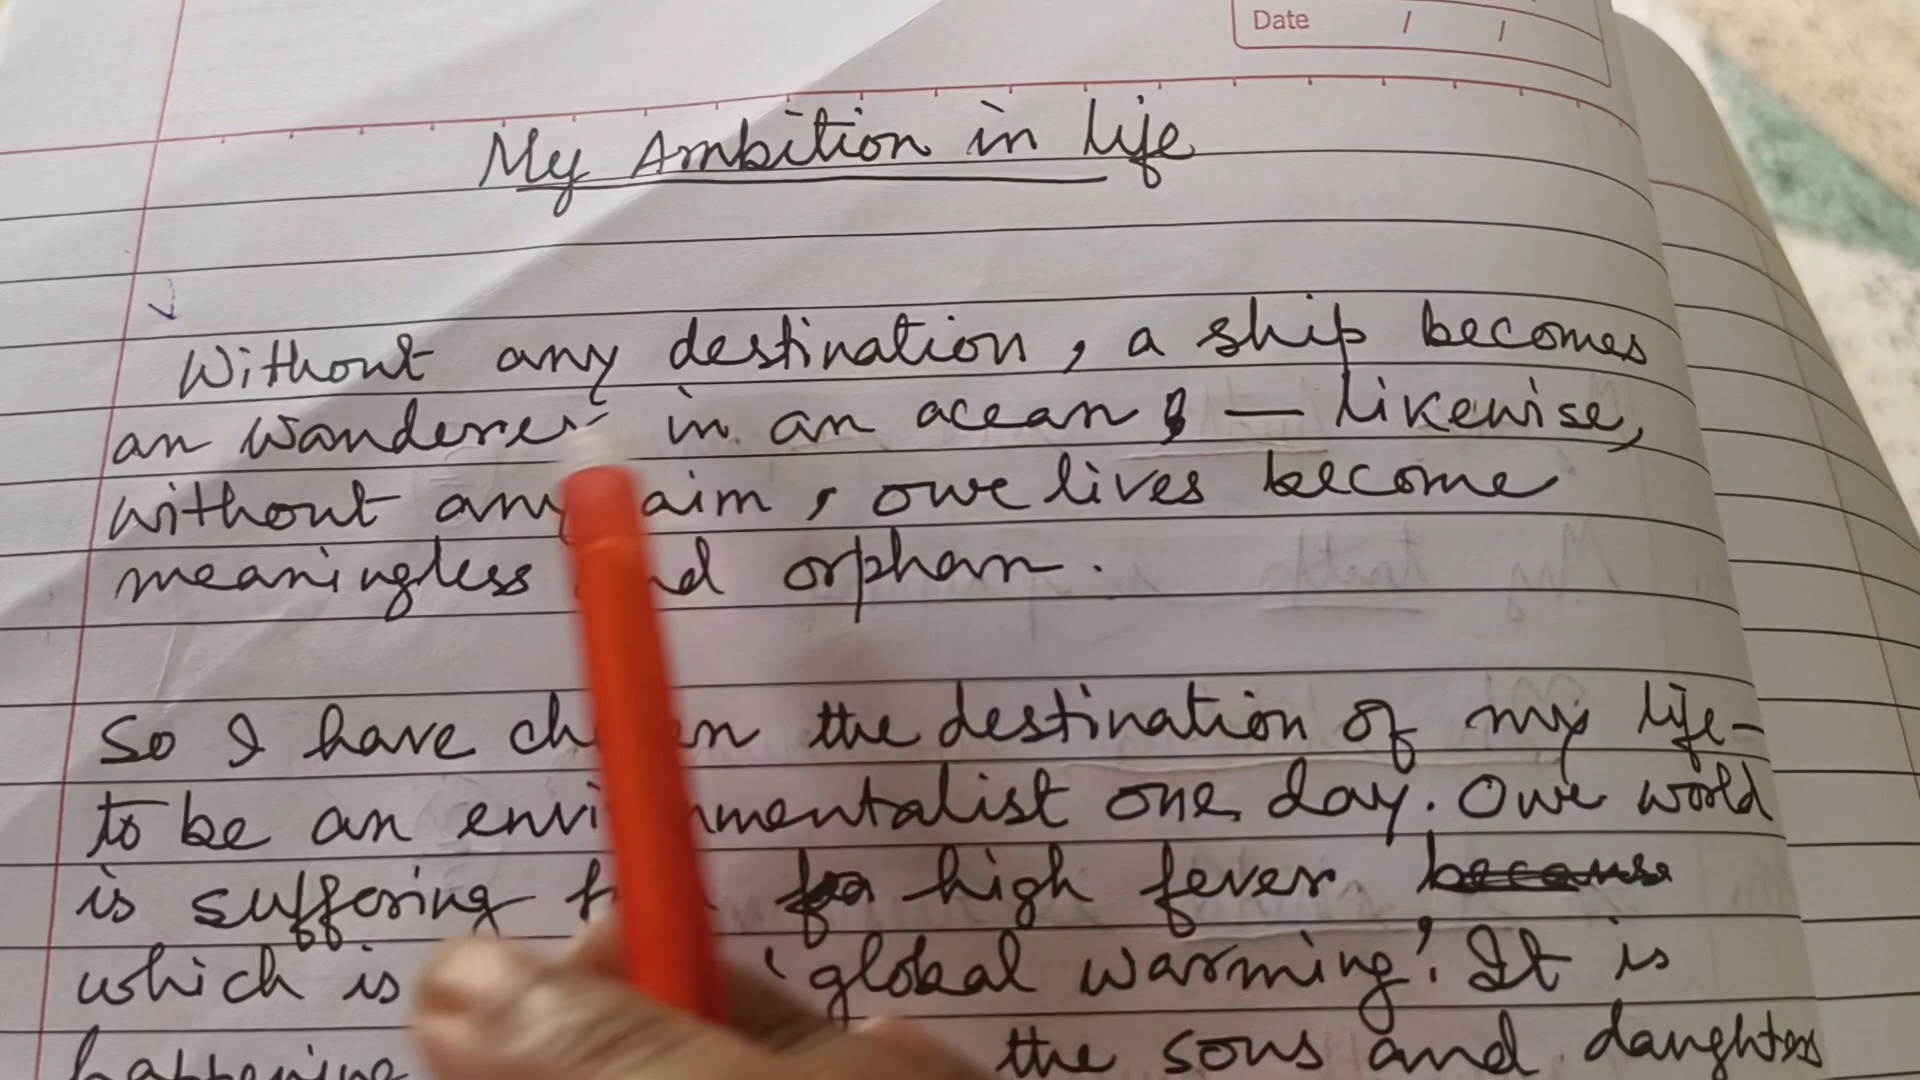 Date / /
My Ambition in life
Without any destination, a ship becomes
an wanderer in an acean — likewise,
without any aim, owe lives become
meaningless orphan.
So I have the destination of my life-
to be an one day. Owe world
is suffering high fever
which is 'global warming'. It is
happening the sons and daughters